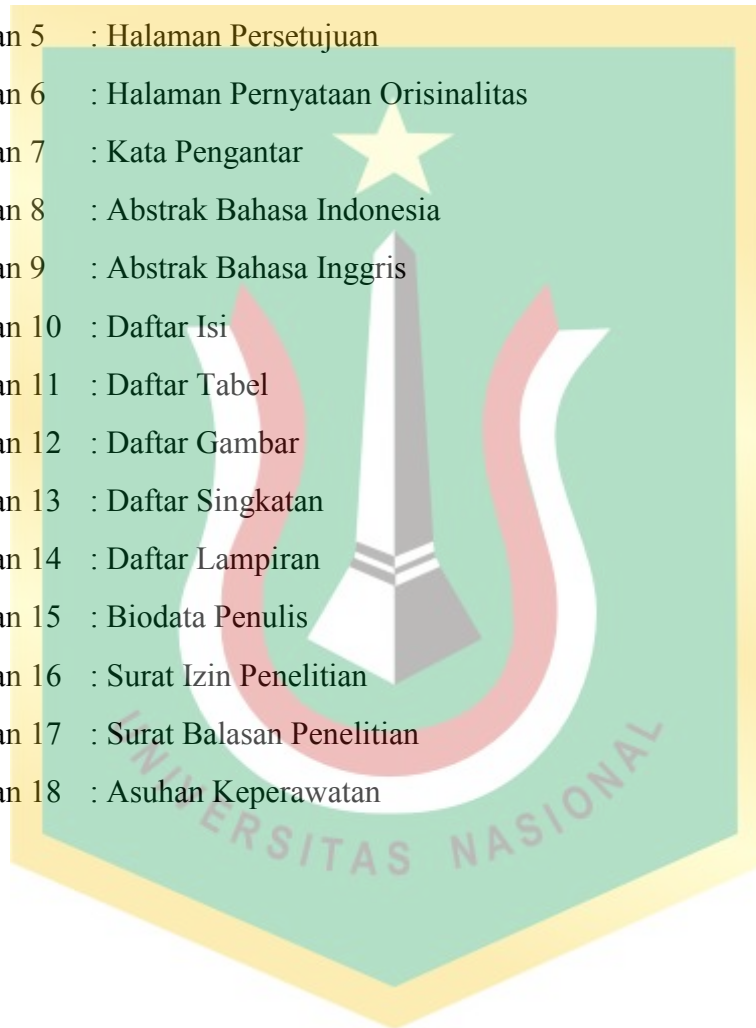 an 5 : Halaman Persetujuan
an 6 : Halaman Pernyataan Orisinalitas
an 7 : Kata Pengantar
an 8 : Abstrak Bahasa Indonesia
an 9 : Abstrak Bahasa Inggris
an 10 : Daftar Isi
an 11 : Daftar Tabel
an 12 : Daftar Gambar
an 13 : Daftar Singkatan
an 14 : Daftar Lampiran
an 15 : Biodata Penulis
an 16 : Surat Izin Penelitian
an 17 : Surat Balasan Penelitian
an 18 : Asuhan Keperawatan
UNIVERSITAS NASIONAL